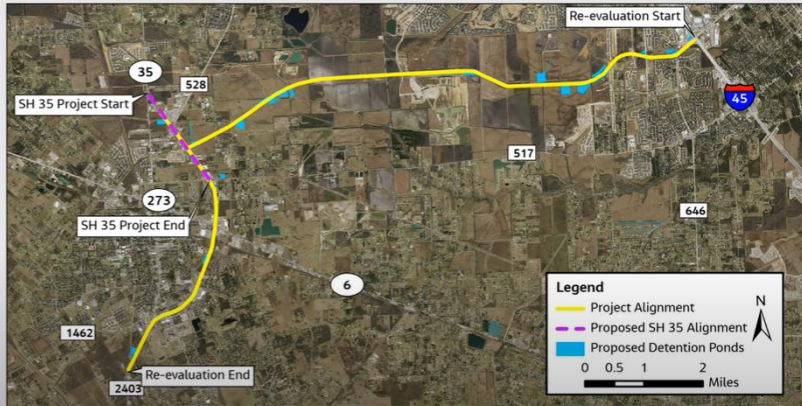 Re-evaluation Start
35
528
SH 35 Project Start
45
517
273
SH 35 Project End
646
6
Legend
Project Alignment
Proposed SH 35 Alignment
Proposed Detention Ponds
N
0 0.5 1 2
Miles
1462
Re-evaluation End
2403